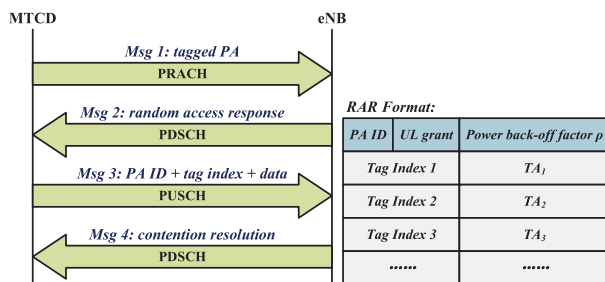 MTCD
eNB
Msg 1: tagged PA
PRACH
Msg 2: random access response
PDSCH
Msg 3: PA ID + tag index + data
PUSCH
Msg 4: contention resolution
PDSCH
RAR Format:
PA ID UL grant Power back-off factor ρ
Tag Index 1 TA₁
Tag Index 2 TA₂
Tag Index 3 TA₃
...... ......